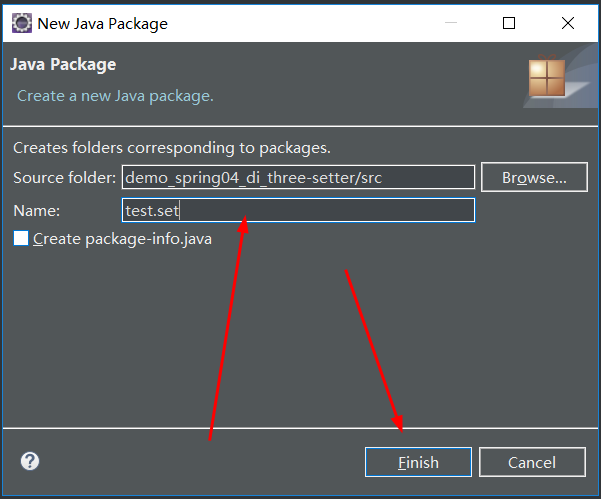 New Java Package
Java Package
Create a new Java package.
Creates folders corresponding to packages.
Source folder: demo_spring04_di_three-setter/src Browse...
Name: test.set
Create package-info.java
? Finish Cancel